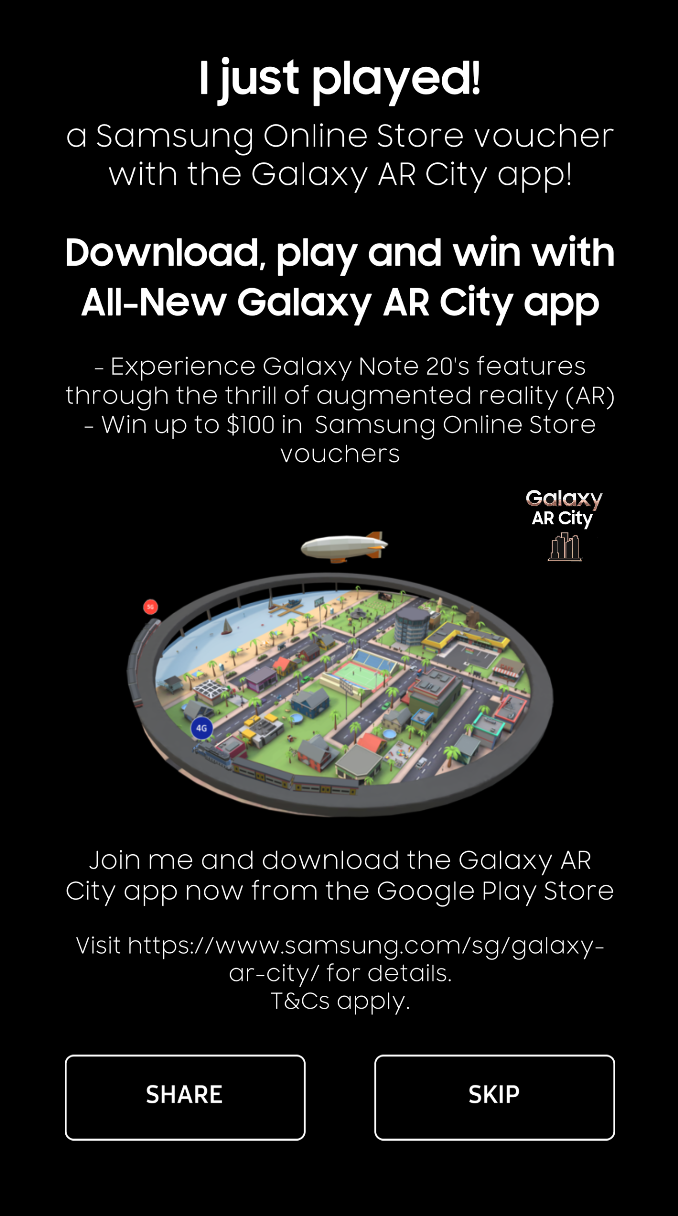 I just played!
a Samsung Online Store voucher
with the Galaxy AR City app!
Download, play and win with
All-New Galaxy AR City app
- Experience Galaxy Note 20's features
through the thrill of augmented reality (AR)
- Win up to $100 in  Samsung Online Store
vouchers
Galaxy
AR City
4G
Join me and download the Galaxy AR
City app now from the Google Play Store
Visit https://www.samsung.com/sg/galaxy-
ar-city/ for details.
T&Cs apply.
SHARE
SKIP